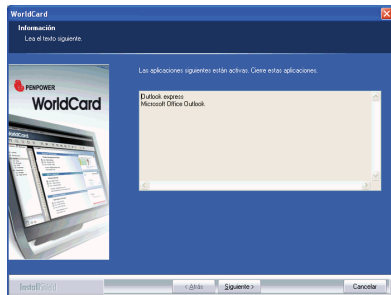 WorldCard
Información
Lea el texto siguiente.
PENPOWER
WorldCard
Las aplicaciones siguientes están activas. Cierre estas aplicaciones.
Outlook express
Microsoft Office Outlook
InstallShield
< Atrás
Siguiente >
Cancelar